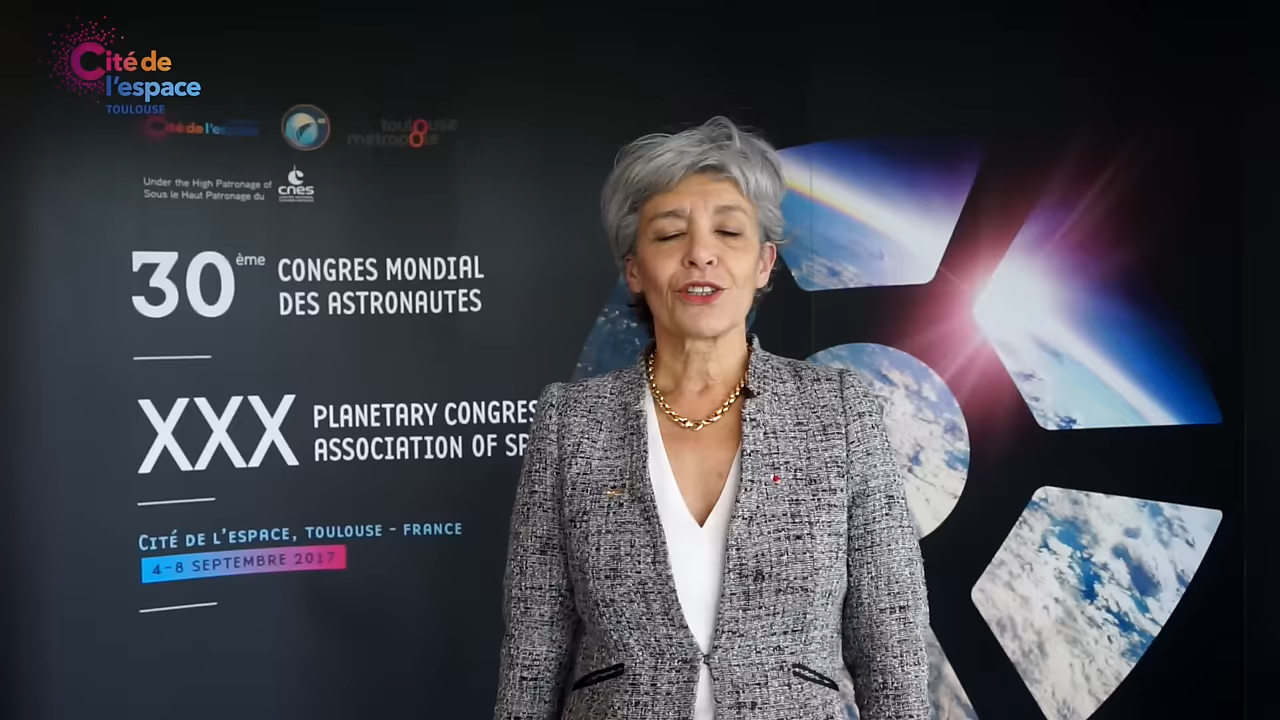 Cité de
l'espace
TOULOUSE
Cité de l'es
toulouse
métropole
Under the High Patronage of
Sous le Haut Patronage du
cnes
30ème CONGRES MONDIAL
DES ASTRONAUTES
XXX PLANETARY CONGRES
ASSOCIATION OF SP
CITÉ DE L'ESPACE, TOULOUSE - FRANCE
4-8 SEPTEMBRE 2017